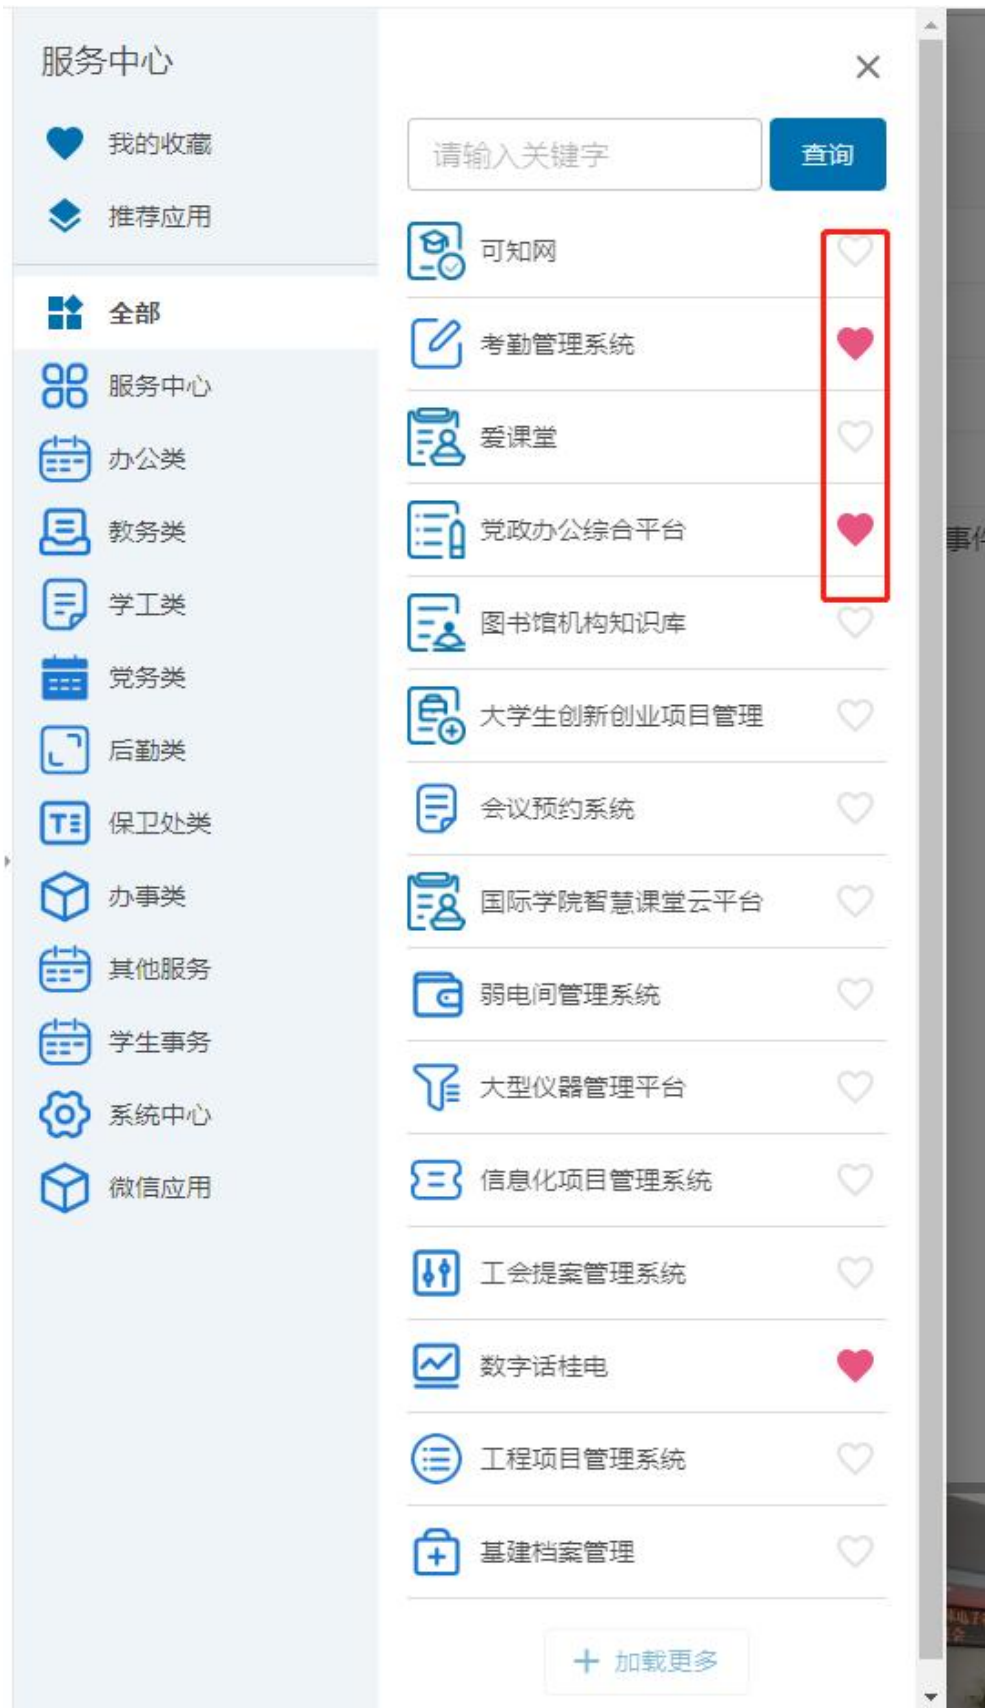 服务中心
我的收藏
推荐应用
全部
服务中心
办公类
教务类
学工类
党务类
后勤类
保卫处类
办事类
其他服务
学生事务
系统中心
微信应用
请输入关键字
查询
可知网
考勤管理系统
爱课堂
党政办公综合平台
图书馆机构知识库
大学生创新创业项目管理
会议预约系统
国际学院智慧课堂云平台
弱电间管理系统
大型仪器管理平台
信息化项目管理系统
工会提案管理系统
数字话桂电
工程项目管理系统
基建档案管理
加载更多
事件